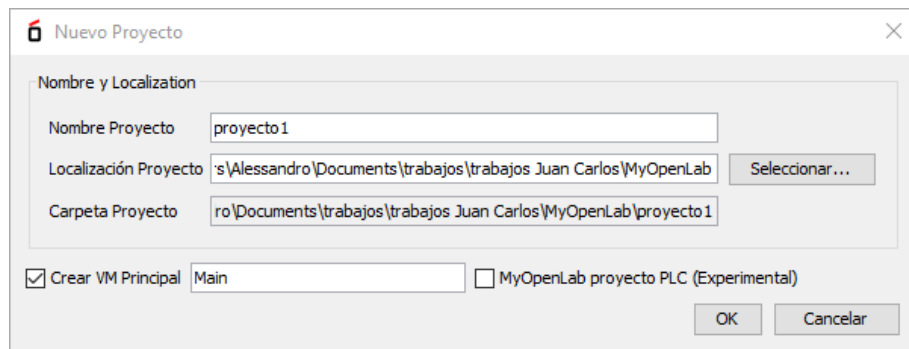 Nuevo Proyecto
Nombre y Localization
Nombre Proyecto proyecto1
Localización Proyecto s\Alessandro\Documents\trabajos\trabajos Juan Carlos\MyOpenLab Seleccionar...
Carpeta Proyecto ro\Documents\trabajos\trabajos Juan Carlos\MyOpenLab\proyecto1
Crear VM Principal Main MyOpenLab proyecto PLC (Experimental)
OK Cancelar